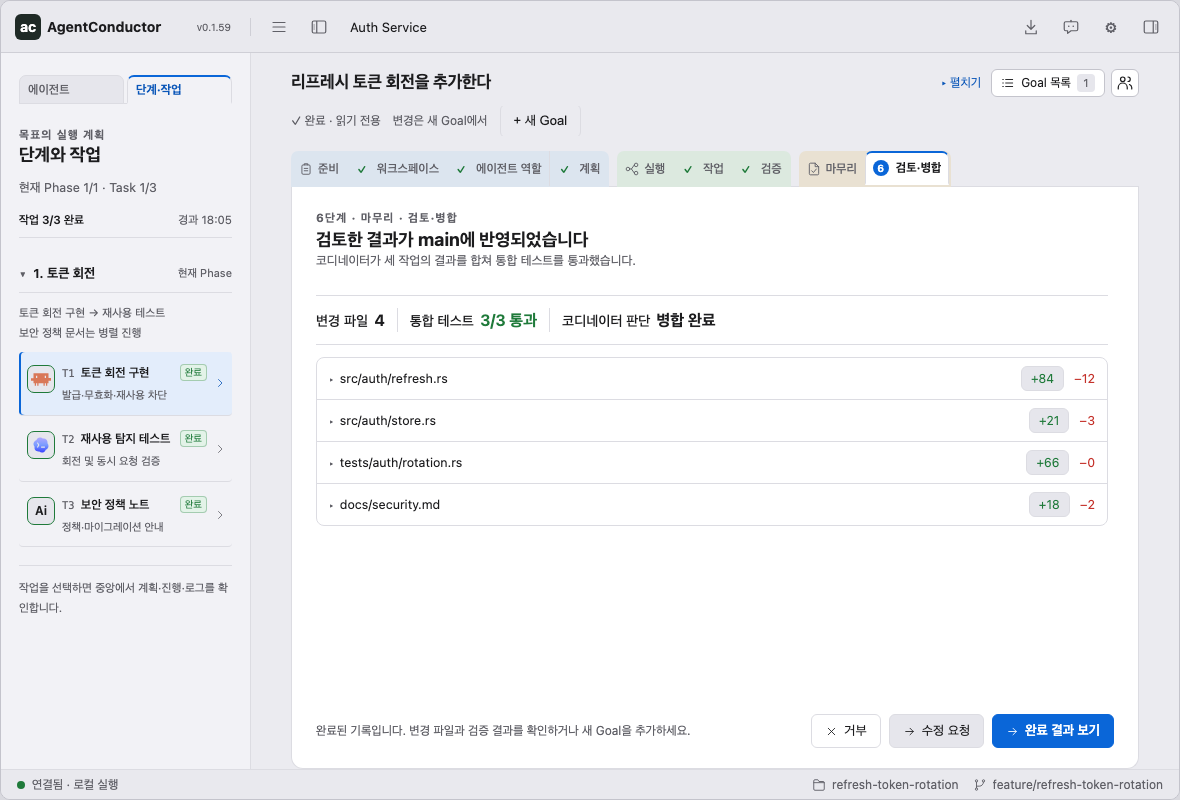 ac AgentConductor v0.1.59 Auth Service
에이전트 단계·작업
목표의 실행 계획
단계와 작업
현재 Phase 1/1 · Task 1/3
작업 3/3 완료 경과 18:05
1. 토큰 회전 현재 Phase
토큰 회전 구현 → 재사용 테스트
보안 정책 문서는 병렬 진행
T1 토큰 회전 구현 완료
발급·무효화·재사용 차단
T2 재사용 탐지 테스트 완료
회전 및 동시 요청 검증
Ai T3 보안 정책 노트 완료
정책·마이그레이션 안내
작업을 선택하면 중앙에서 계획·진행·로그를 확
인합니다.
리프레시 토큰 회전을 추가한다 펼치기 Goal 목록 1
✓ 완료 · 읽기 전용 변경은 새 Goal에서 + 새 Goal
준비 ✓ 워크스페이스 ✓ 에이전트 역할 ✓ 계획 실행 ✓ 작업 ✓ 검증 마무리 6 검토·병합
6단계 · 마무리 · 검토·병합
검토한 결과가 main에 반영되었습니다
코디네이터가 세 작업의 결과를 합쳐 통합 테스트를 통과했습니다.
변경 파일 4 통합 테스트 3/3 통과 코디네이터 판단 병합 완료
src/auth/refresh.rs +84 −12
src/auth/store.rs +21 −3
tests/auth/rotation.rs +66 −0
docs/security.md +18 −2
완료된 기록입니다. 변경 파일과 검증 결과를 확인하거나 새 Goal을 추가하세요. × 거부 → 수정 요청 → 완료 결과 보기
연결됨 · 로컬 실행 refresh-token-rotation feature/refresh-token-rotation